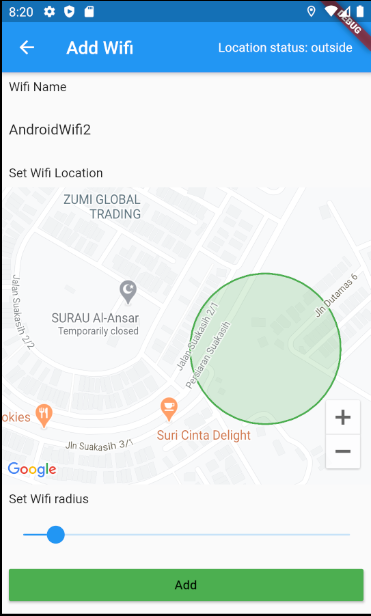 8:20
DEBUG
Add Wifi
Location status: outside
Wifi Name
AndroidWifi2
Set Wifi Location
ZUMI GLOBAL
TRADING
Jalan Suakasih 2/2
SURAU Al-Ansar
Temporarily closed
Jalan Suakasih 2/1
Persiaran Suakasih
Jln Dutamas 6
okies
Suri Cinta Delight
Jln Suakasih 3/1
+
−
Google
Set Wifi radius
Add